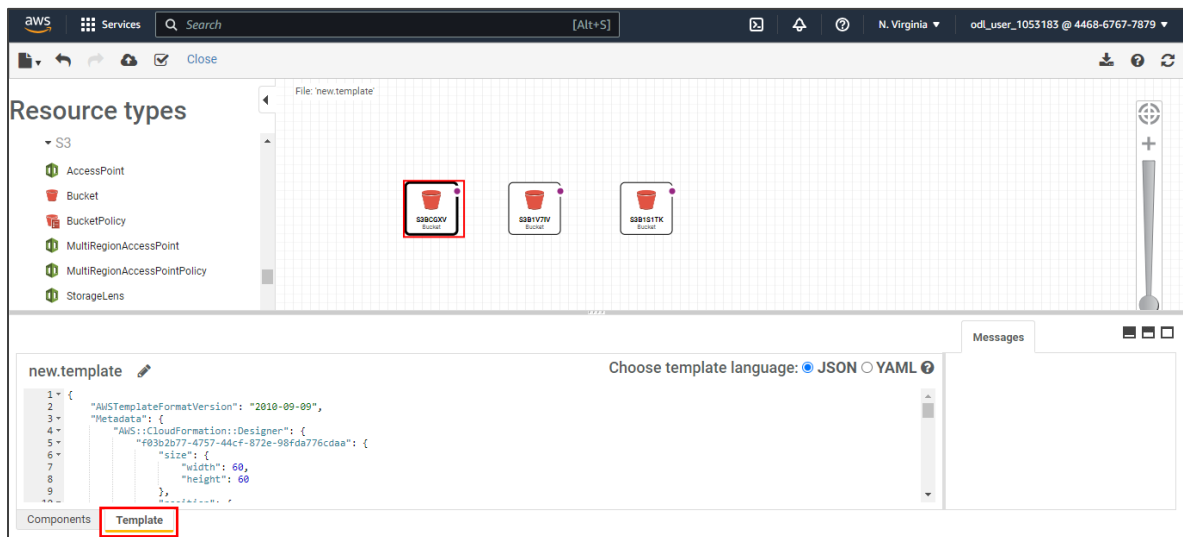 aws Services Search [Alt+S] N. Virginia ▼ odl_user_1053183 @ 4468-6767-7879 ▼
Close
File: 'new.template'
Resource types
S3
AccessPoint
Bucket
BucketPolicy
MultiRegionAccessPoint
MultiRegionAccessPointPolicy
StorageLens
S3BCGXV
Bucket
S3B1V7IV
Bucket
S3B1S1TK
Bucket
Messages
new.template
Choose template language: JSON YAML
1 {
2 "AWSTemplateFormatVersion": "2010-09-09",
3 "Metadata": {
4 "AWS::CloudFormation::Designer": {
5 "f03b2b77-4757-44cf-872e-98fda776cdaa": {
6 "size": {
7 "width": 60,
8 "height": 60
9 },
Components Template